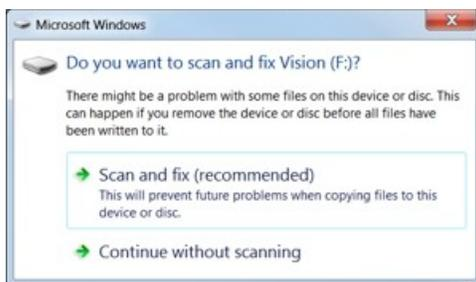 Microsoft Windows
Do you want to scan and fix Vision (F:)?
There might be a problem with some files on this device or disc. This
can happen if you remove the device or disc before all files have
been written to it.
Scan and fix (recommended)
This will prevent future problems when copying files to this
device or disc.
Continue without scanning